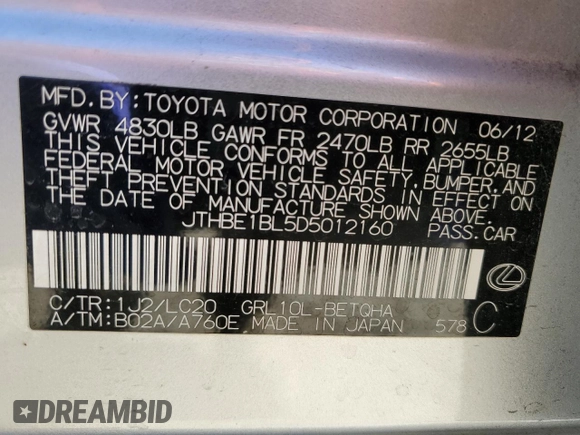 MFD. BY: TOYOTA MOTOR CORPORATION 06/12
GVWR 4830LB GAWR FR 2470LB RR 2655LB
THIS VEHICLE CONFORMS TO ALL APPLICABLE
FEDERAL MOTOR VEHICLE SAFETY, BUMPER, AND
THEFT PREVENTION STANDARDS IN EFFECT ON
THE DATE OF MANUFACTURE SHOWN ABOVE.
JTHBE1BL5D5012160 PASS.CAR
C/TR: 1J2/LC20 GRL10L-BETQHA
A/TM: B02A/A760E MADE IN JAPAN 578 C
DREAMBID